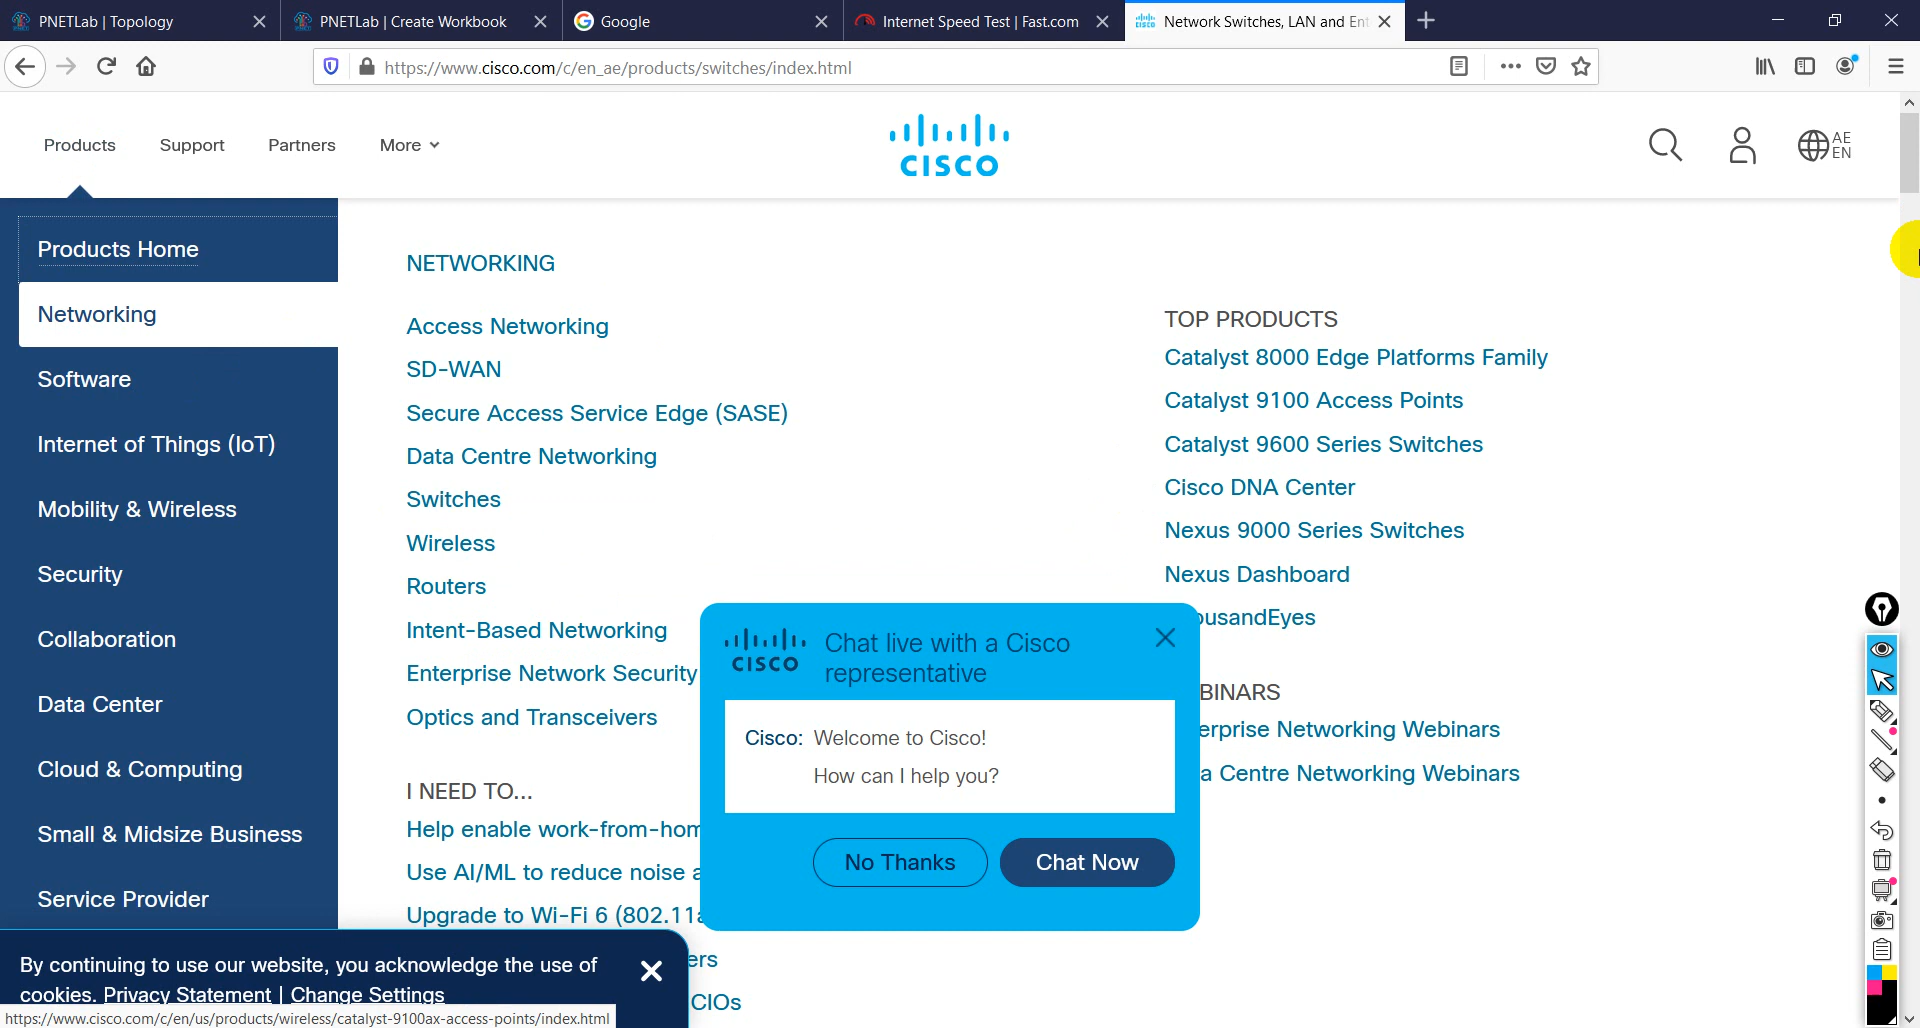 PNETLab | Topology
PNETLab | Create Workbook
Google
Internet Speed Test | Fast.com
Network Switches, LAN and Ent
https://www.cisco.com/c/en_ae/products/switches/index.html
Products
Support
Partners
More
CISCO
AE
EN
Products Home
Networking
Software
Internet of Things (IoT)
Mobility & Wireless
Security
Collaboration
Data Center
Cloud & Computing
Small & Midsize Business
Service Provider
NETWORKING
Access Networking
SD-WAN
Secure Access Service Edge (SASE)
Data Centre Networking
Switches
Wireless
Routers
Intent-Based Networking
Enterprise Network Security
Optics and Transceivers
I NEED TO...
Help enable work-from-hom
Use AI/ML to reduce noise a
Upgrade to Wi-Fi 6 (802.11a
ers
CIOs
TOP PRODUCTS
Catalyst 8000 Edge Platforms Family
Catalyst 9100 Access Points
Catalyst 9600 Series Switches
Cisco DNA Center
Nexus 9000 Series Switches
Nexus Dashboard
ousandEyes
BINARS
erprise Networking Webinars
a Centre Networking Webinars
CISCO
Chat live with a Cisco
representative
Cisco: Welcome to Cisco!
How can I help you?
No Thanks
Chat Now
By continuing to use our website, you acknowledge the use of
cookies. Privacy Statement | Change Settings
https://www.cisco.com/c/en/us/products/wireless/catalyst-9100ax-access-points/index.html